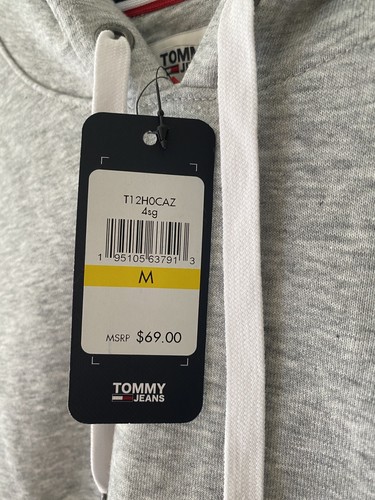 TOMMY
T12H0CAZ
4sg
1 95105 63791 3
M
MSRP $69.00
TOMMY
JEANS